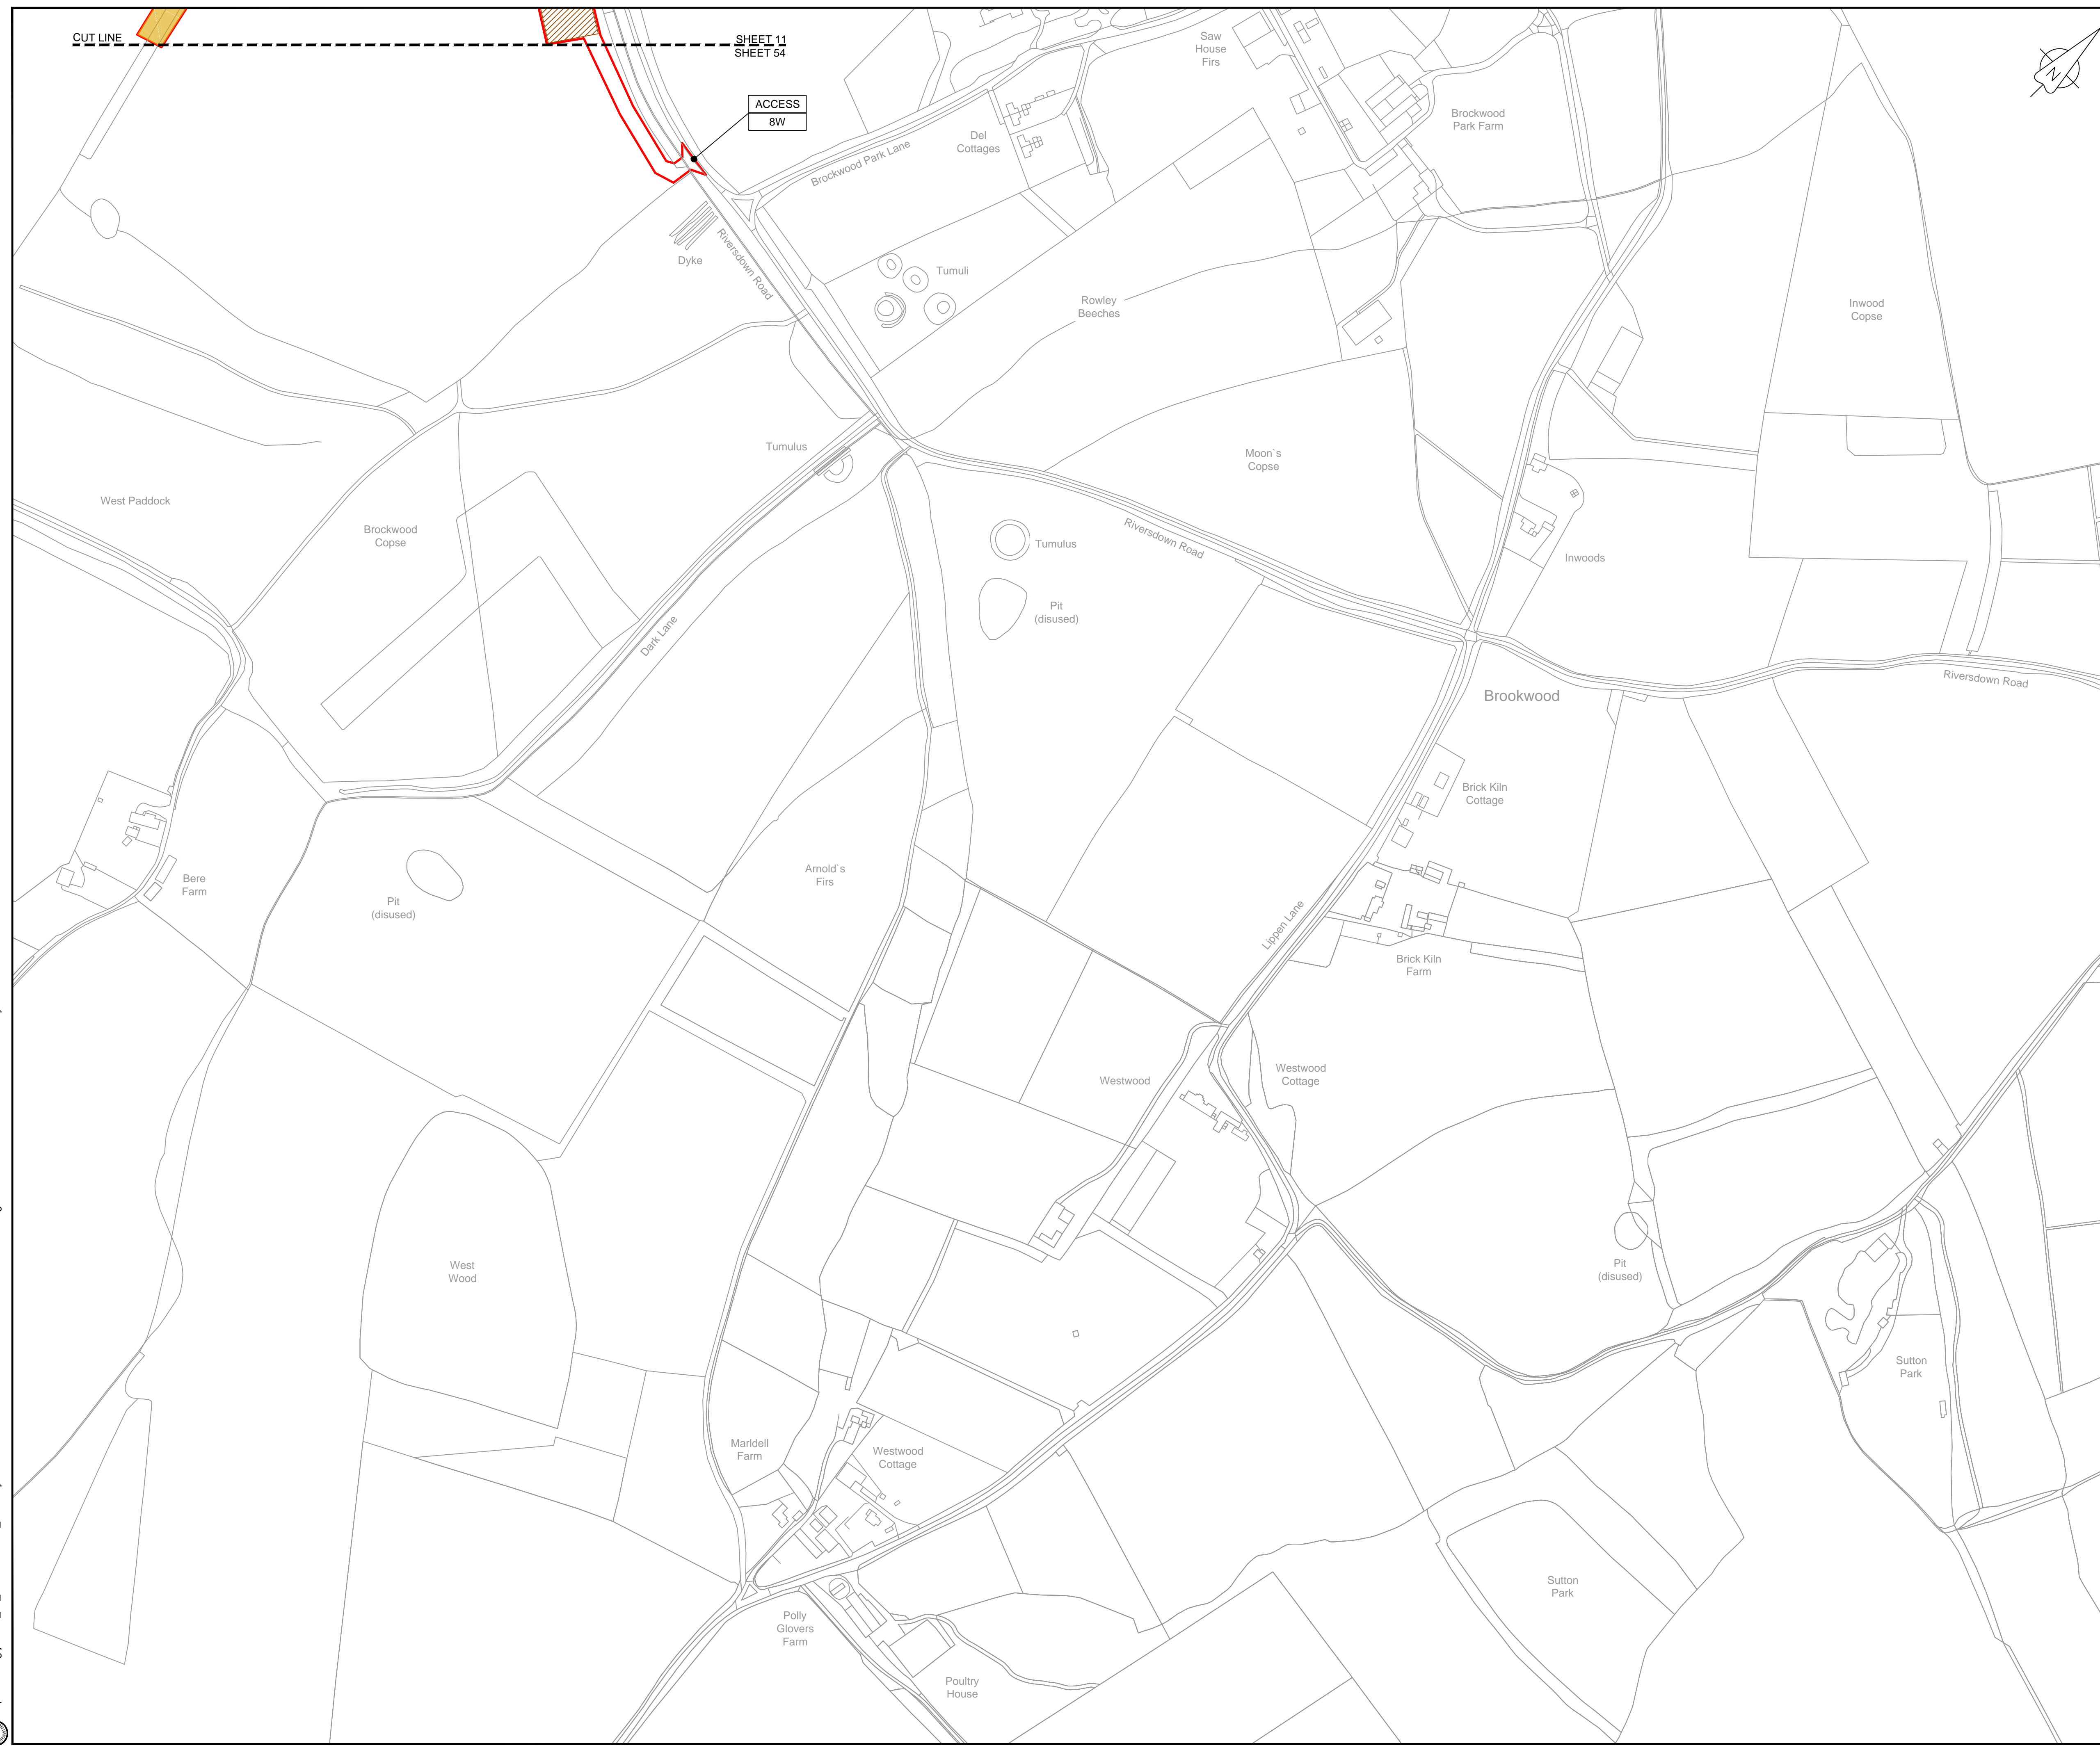 CUT LINE
SHEET 11
SHEET 54
N
ACCESS
8W
Saw
House
Firs
Brockwood
Park Farm
Del
Cottages
Brockwood Park Lane
Dyke
Riversdown Road
Tumuli
Rowley
Beeches
Inwood
Copse
Tumulus
Moon`s
Copse
West Paddock
Brockwood
Copse
Riversdown Road
Tumulus
Inwoods
Pit
(disused)
Dark Lane
Riversdown Road
Brookwood
Brick Kiln
Cottage
Bere
Farm
Arnold`s
Firs
Pit
(disused)
Lippen Lane
Brick Kiln
Farm
Westwood
Westwood
Cottage
West
Wood
Pit
(disused)
Sutton
Park
Marldell
Farm
Westwood
Cottage
Sutton
Park
Polly
Glovers
Farm
Poultry
House